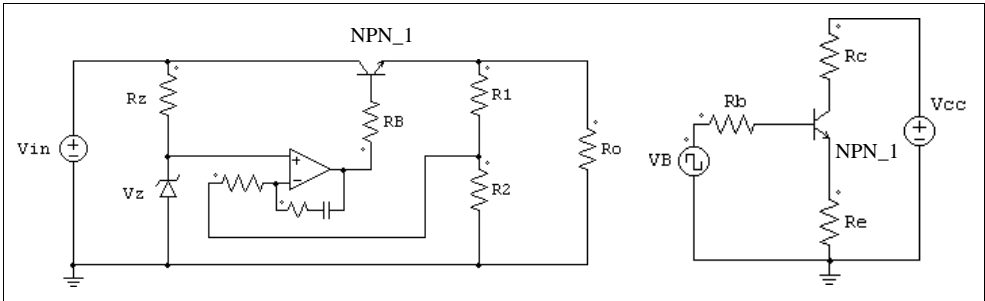 NPN_1
Rz
R1
RB
Vin
Ro
Vz
R2
+
−
Rc
Rb
Vcc
VB
NPN_1
Re